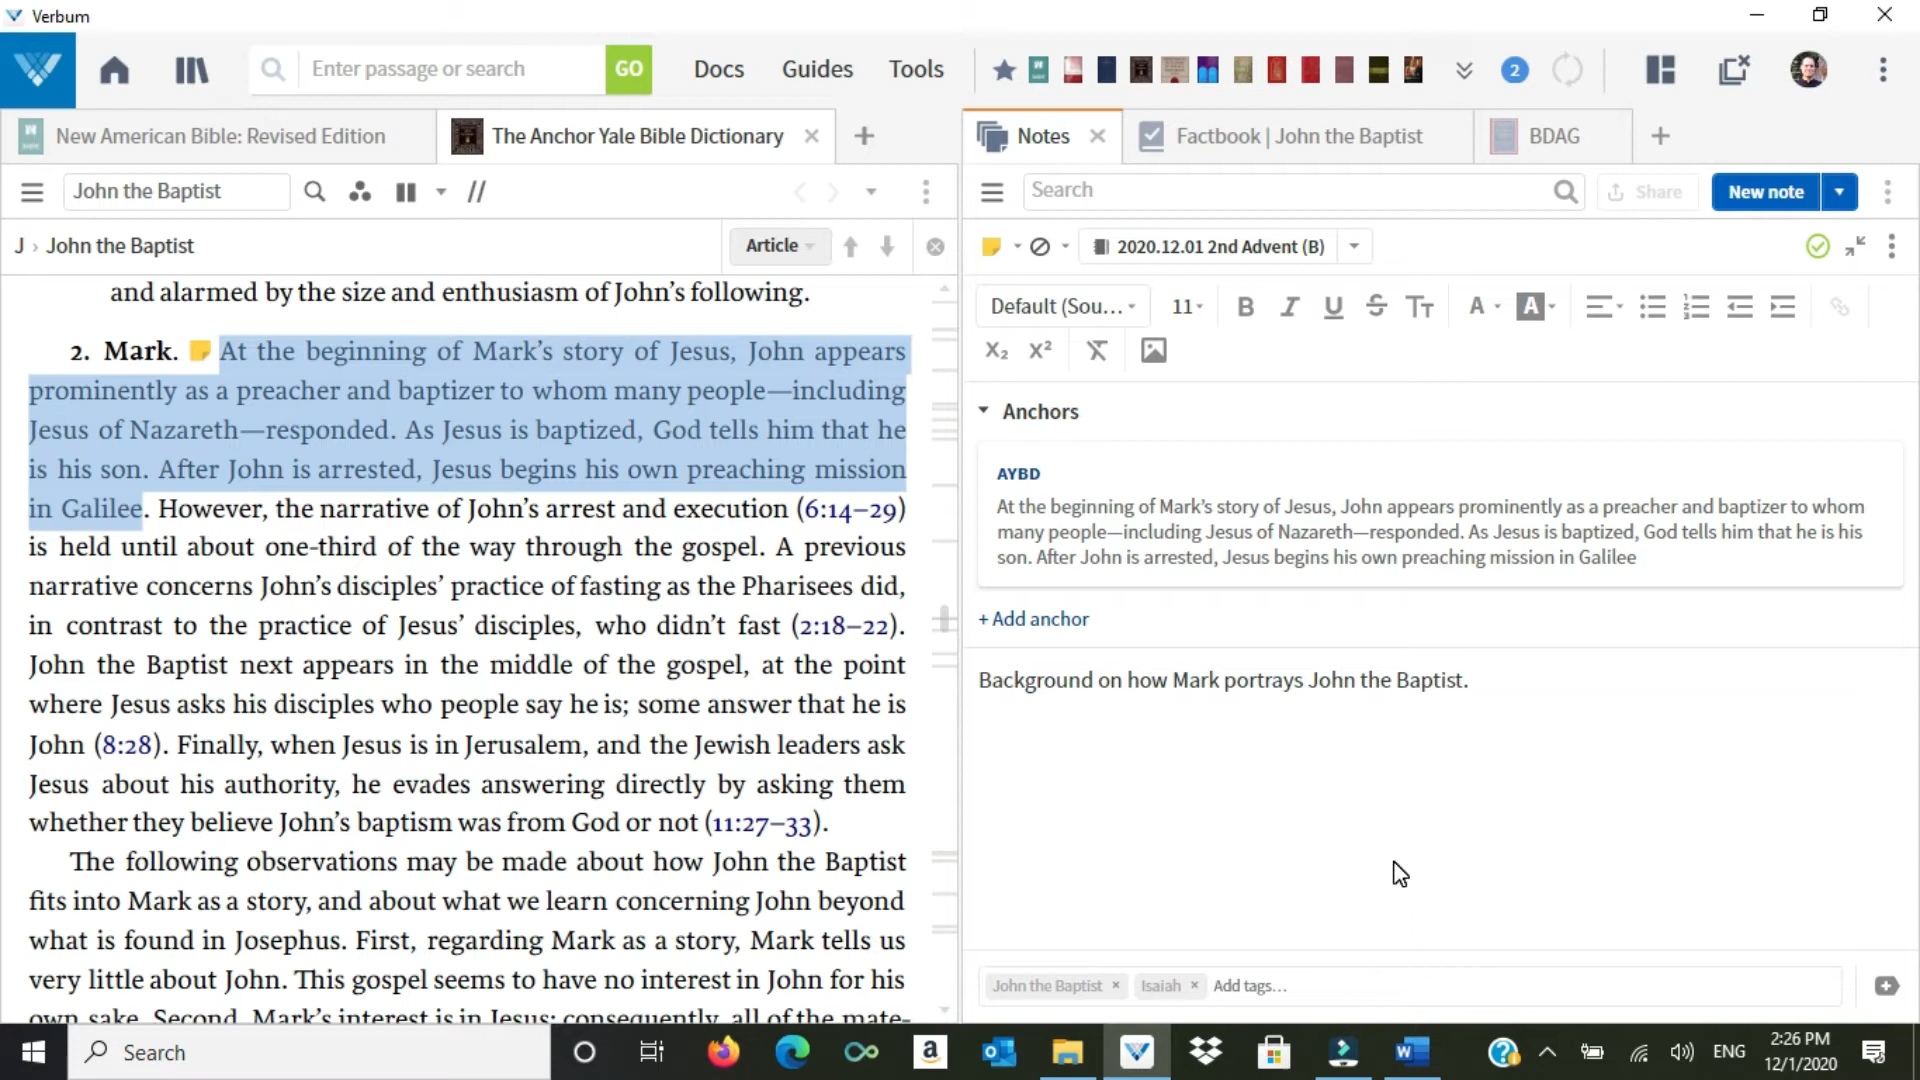 Verbum
Enter passage or search
GO
Docs
Guides
Tools
2
New American Bible: Revised Edition
The Anchor Yale Bible Dictionary
Notes
Factbook | John the Baptist
BDAG
John the Baptist
Search
Share
New note
J › John the Baptist
Article
2020.12.01 2nd Advent (B)
Default (Sou...
11
B I U S TT A A
X₂ X²
and alarmed by the size and enthusiasm of John’s following.
2. Mark. At the beginning of Mark’s story of Jesus, John appears
prominently as a preacher and baptizer to whom many people—including
Jesus of Nazareth—responded. As Jesus is baptized, God tells him that he
is his son. After John is arrested, Jesus begins his own preaching mission
in Galilee. However, the narrative of John’s arrest and execution (6:14–29)
is held until about one-third of the way through the gospel. A previous
narrative concerns John’s disciples’ practice of fasting as the Pharisees did,
in contrast to the practice of Jesus’ disciples, who didn’t fast (2:18–22).
John the Baptist next appears in the middle of the gospel, at the point
where Jesus asks his disciples who people say he is; some answer that he is
John (8:28). Finally, when Jesus is in Jerusalem, and the Jewish leaders ask
Jesus about his authority, he evades answering directly by asking them
whether they believe John’s baptism was from God or not (11:27–33).
The following observations may be made about how John the Baptist
fits into Mark as a story, and about what we learn concerning John beyond
what is found in Josephus. First, regarding Mark as a story, Mark tells us
very little about John. This gospel seems to have no interest in John for his
own sake. Second, Mark’s interest is in Jesus; consequently, all of the mate-
Anchors
AYBD
At the beginning of Mark’s story of Jesus, John appears prominently as a preacher and baptizer to whom
many people—including Jesus of Nazareth—responded. As Jesus is baptized, God tells him that he is his
son. After John is arrested, Jesus begins his own preaching mission in Galilee
+ Add anchor
Background on how Mark portrays John the Baptist.
John the Baptist ×
Isaiah ×
Add tags...
Search
ENG
2:26 PM
12/1/2020